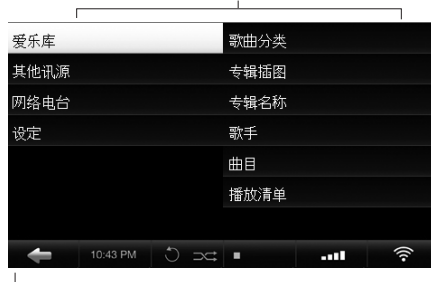 爱乐库
其他讯源
网络电台
设定
歌曲分类
专辑插图
专辑名称
歌手
曲目
播放清单
10:43 PM